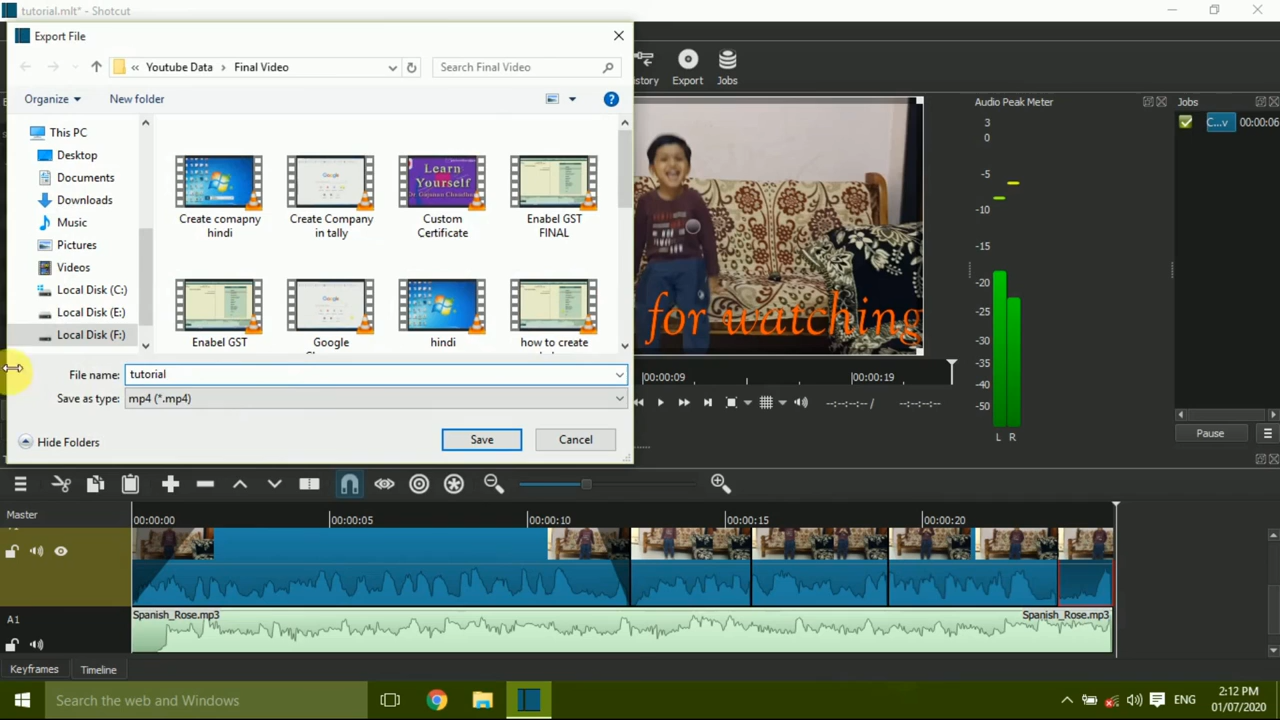 tutorial.mlt* - Shotcut
Export File
« Youtube Data › Final Video
Search Final Video
Organize
New folder
This PC
Desktop
Documents
Downloads
Music
Pictures
Videos
Local Disk (C:)
Local Disk (E:)
Local Disk (F:)
Learn
Yourself
Create comapny
hindi
Create Company
in tally
Custom
Certificate
Enabel GST
FINAL
Enabel GST
Google
hindi
how to create
File name: tutorial
Save as type: mp4 (*.mp4)
Hide Folders
Save
Cancel
istory
Export
Jobs
for watching
00:00:09
00:00:19
--:--:--/
--:--:--
Audio Peak Meter
3
0
-5
-10
-15
-20
-25
-30
-35
-40
-50
L R
Jobs
C...v
00:00:06
Pause
Master
00:00:00
00:00:05
00:00:10
00:00:15
00:00:20
A1
Spanish_Rose.mp3
Spanish_Rose.mp3
Keyframes
Timeline
Search the web and Windows
ENG
2:12 PM
01/07/2020